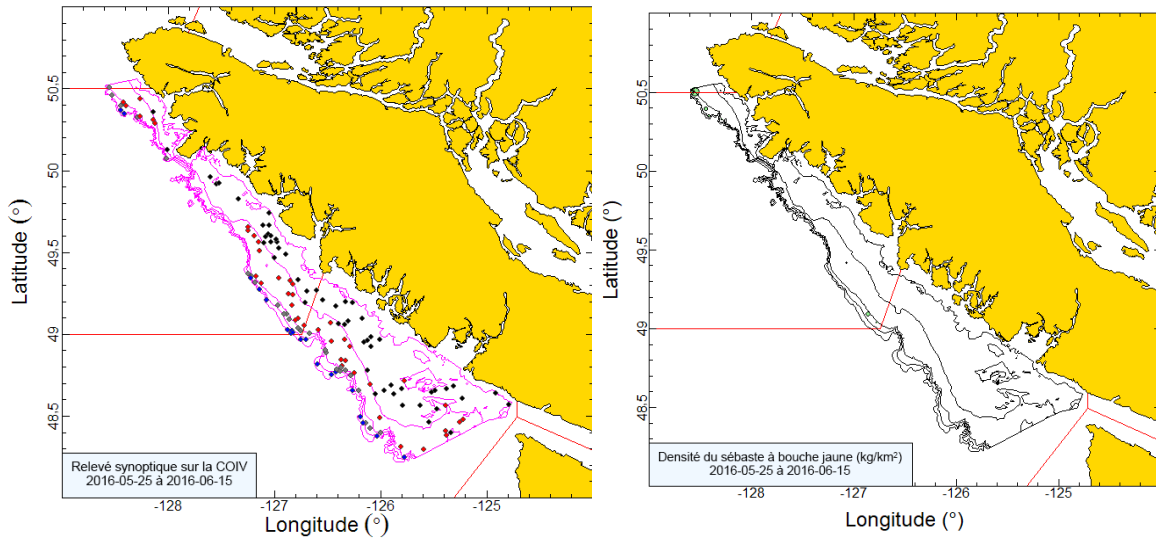 50.5
50
49.5
49
48.5
Latitude (°)
-128
-127
-126
-125
Longitude (°)
Relevé synoptique sur la COIV
2016-05-25 à 2016-06-15
50.5
50
49.5
49
48.5
Latitude (°)
-128
-127
-126
-125
Longitude (°)
Densité du sébaste à bouche jaune (kg/km²)
2016-05-25 à 2016-06-15